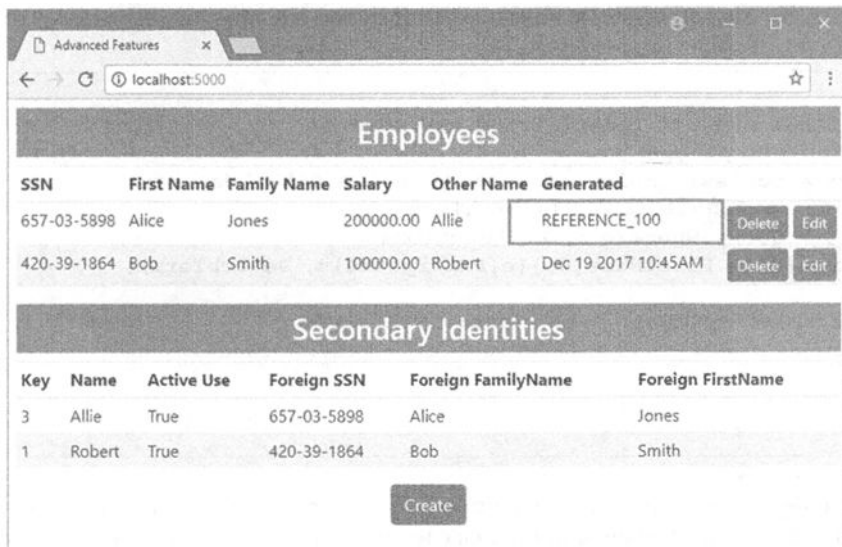 Advanced Features
localhost:5000
Employees
SSN First Name Family Name Salary Other Name Generated
657-03-5898 Alice Jones 200000.00 Allie REFERENCE_100 Delete Edit
420-39-1864 Bob Smith 100000.00 Robert Dec 19 2017 10:45AM Delete Edit
Secondary Identities
Key Name Active Use Foreign SSN Foreign FamilyName Foreign FirstName
3 Allie True 657-03-5898 Alice Jones
1 Robert True 420-39-1864 Bob Smith
Create